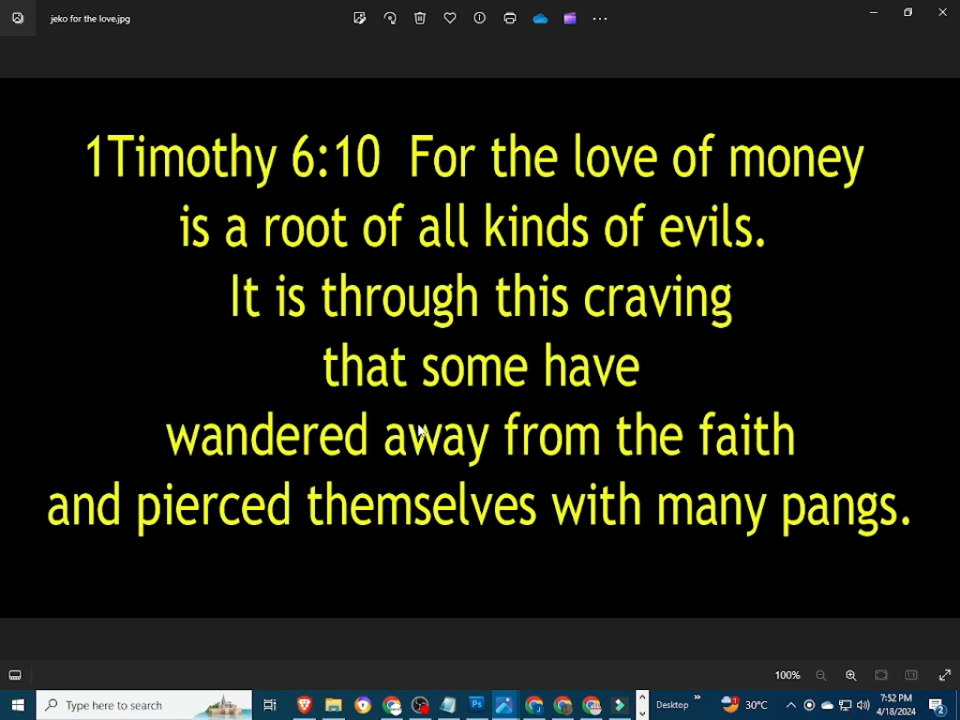 jeko for the love.jpg
1Timothy 6:10 For the love of money
is a root of all kinds of evils.
It is through this craving
that some have
wandered away from the faith
and pierced themselves with many pangs.
100%
Type here to search
Desktop
30°C
7:52 PM
4/18/2024
2